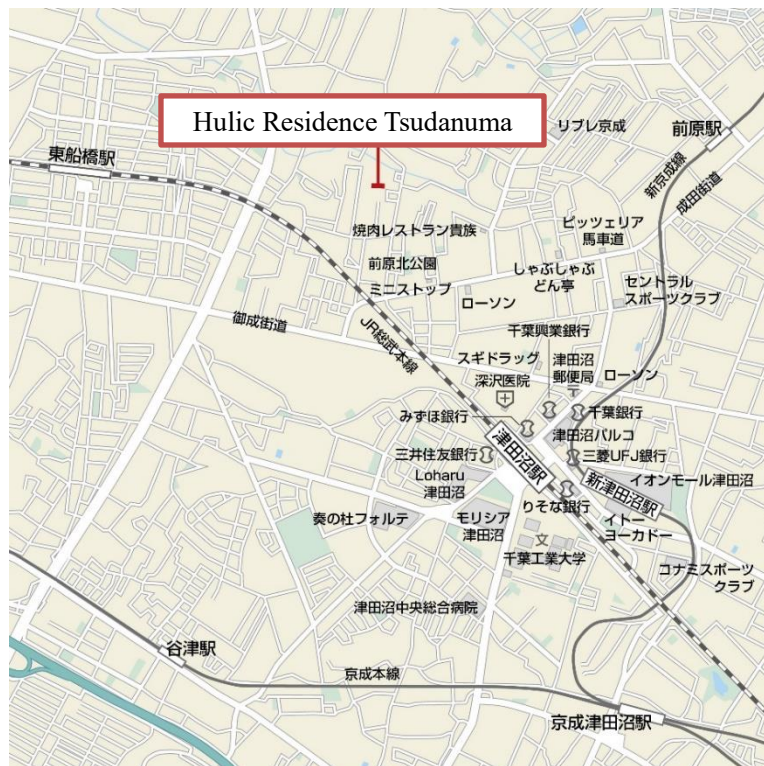 Hulic Residence Tsudanuma
リブレ京成
前原駅
東船橋駅
新京成線
成田街道
焼肉レストラン貴族
ピッツェリア
馬車道
前原北公園
しゃぶしゃぶ
どん亭
セントラル
スポーツクラブ
ミニストップ
ローソン
御成街道
JR総武本線
千葉興業銀行
スギドラッグ
津田沼
郵便局
ローソン
深沢医院
みずほ銀行
千葉銀行
津田沼パルコ
三井住友銀行
津田沼駅
三菱UFJ銀行
Loharu
津田沼
新津田沼駅
イオンモール津田沼
りそな銀行
奏の杜フォルテ
モリシア
津田沼
イトー
ヨーカドー
千葉工業大学
コナミスポーツ
クラブ
津田沼中央総合病院
谷津駅
京成本線
京成津田沼駅